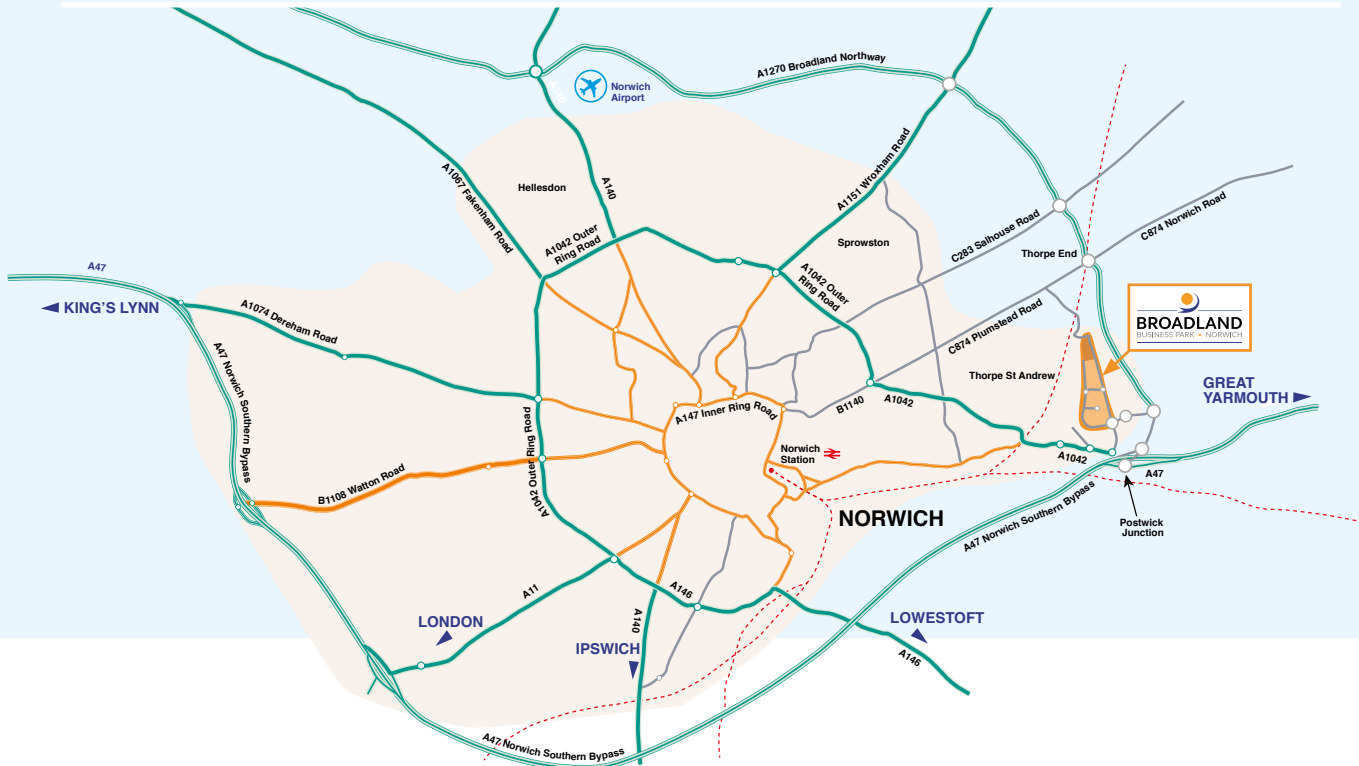 A1270 Broadland Northway
A140
Norwich
Airport
A1067 Fakenham Road
Hellesdon
A140
A1151 Wroxham Road
A1042 Outer
Ring Road
Sprowston
C283 Salhouse Road
C874 Norwich Road
Thorpe End
A47
KING'S LYNN
A1042 Outer
Ring Road
A1074 Dereham Road
C874 Plumstead Road
BROADLAND
BUSINESS PARK • NORWICH
A47 Norwich Southern Bypass
Thorpe St Andrew
GREAT
YARMOUTH
A147 Inner Ring Road
B1140
A1042
A1042 Outer Ring Road
Norwich
Station
A1042
A47
B1108 Watton Road
NORWICH
A47 Norwich Southern Bypass
Postwick
Junction
A11
A146
LONDON
A140
IPSWICH
LOWESTOFT
A146
A47 Norwich Southern Bypass